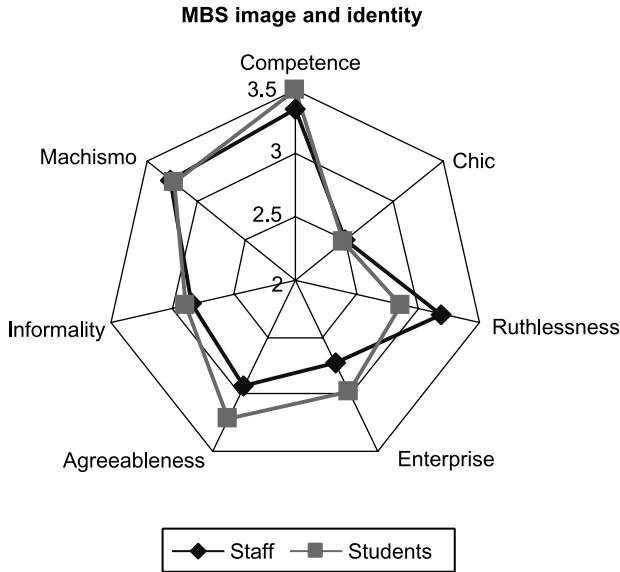 MBS image and identity
Competence
3.5
Machismo
Chic
3
2.5
2
Informality
Ruthlessness
Agreeableness
Enterprise
Staff
Students